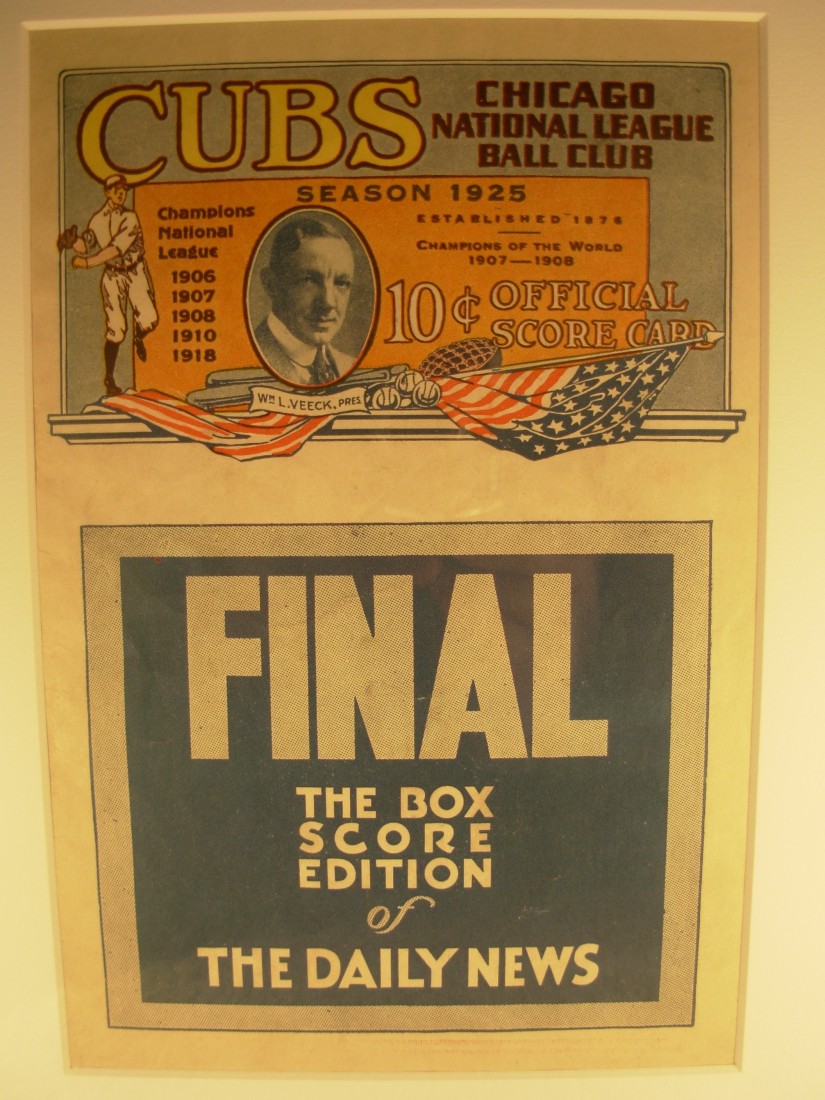 CUBS
CHICAGO
NATIONAL LEAGUE
BALL CLUB
SEASON 1925
Champions
National
League
1906
1907
1908
1910
1918
ESTABLISHED 1876
CHAMPIONS OF THE WORLD
1907—1908
10¢ OFFICIAL
SCORE CARD
WM L. VEECK, PRES.
FINAL
THE BOX
SCORE
EDITION
of
THE DAILY NEWS